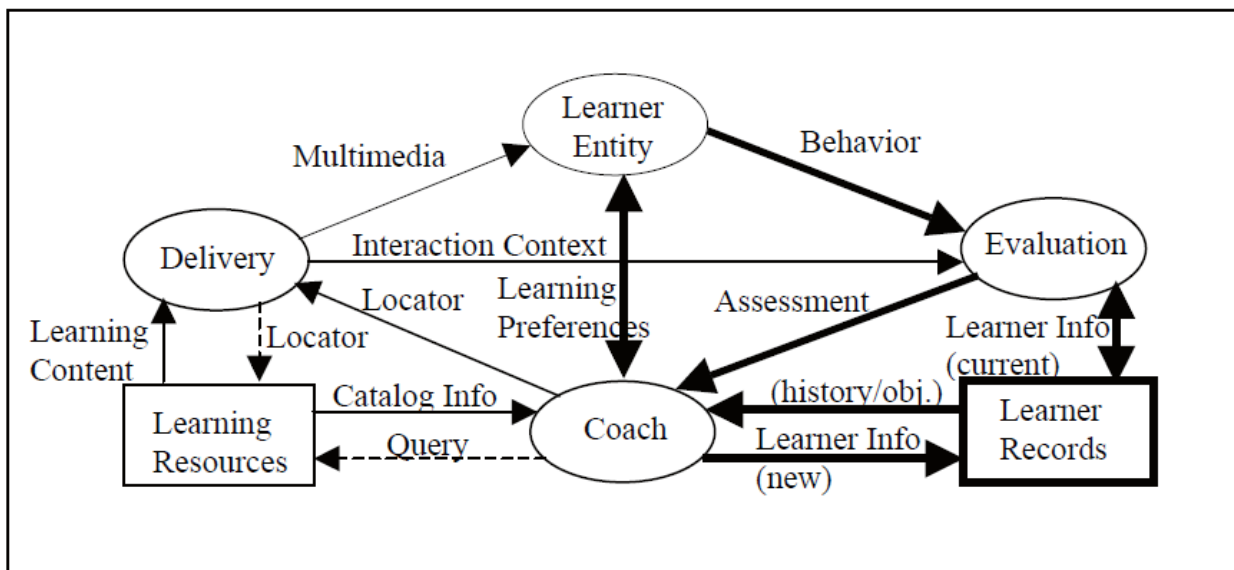 Learner
Entity
Behavior
Multimedia
Delivery
Interaction Context
Evaluation
Locator
Learning
Preferences
Assessment
Learning
Content
Locator
Learner Info
(current)
Learning
Resources
Catalog Info
Query
Coach
(history/obj.)
Learner Info
(new)
Learner
Records